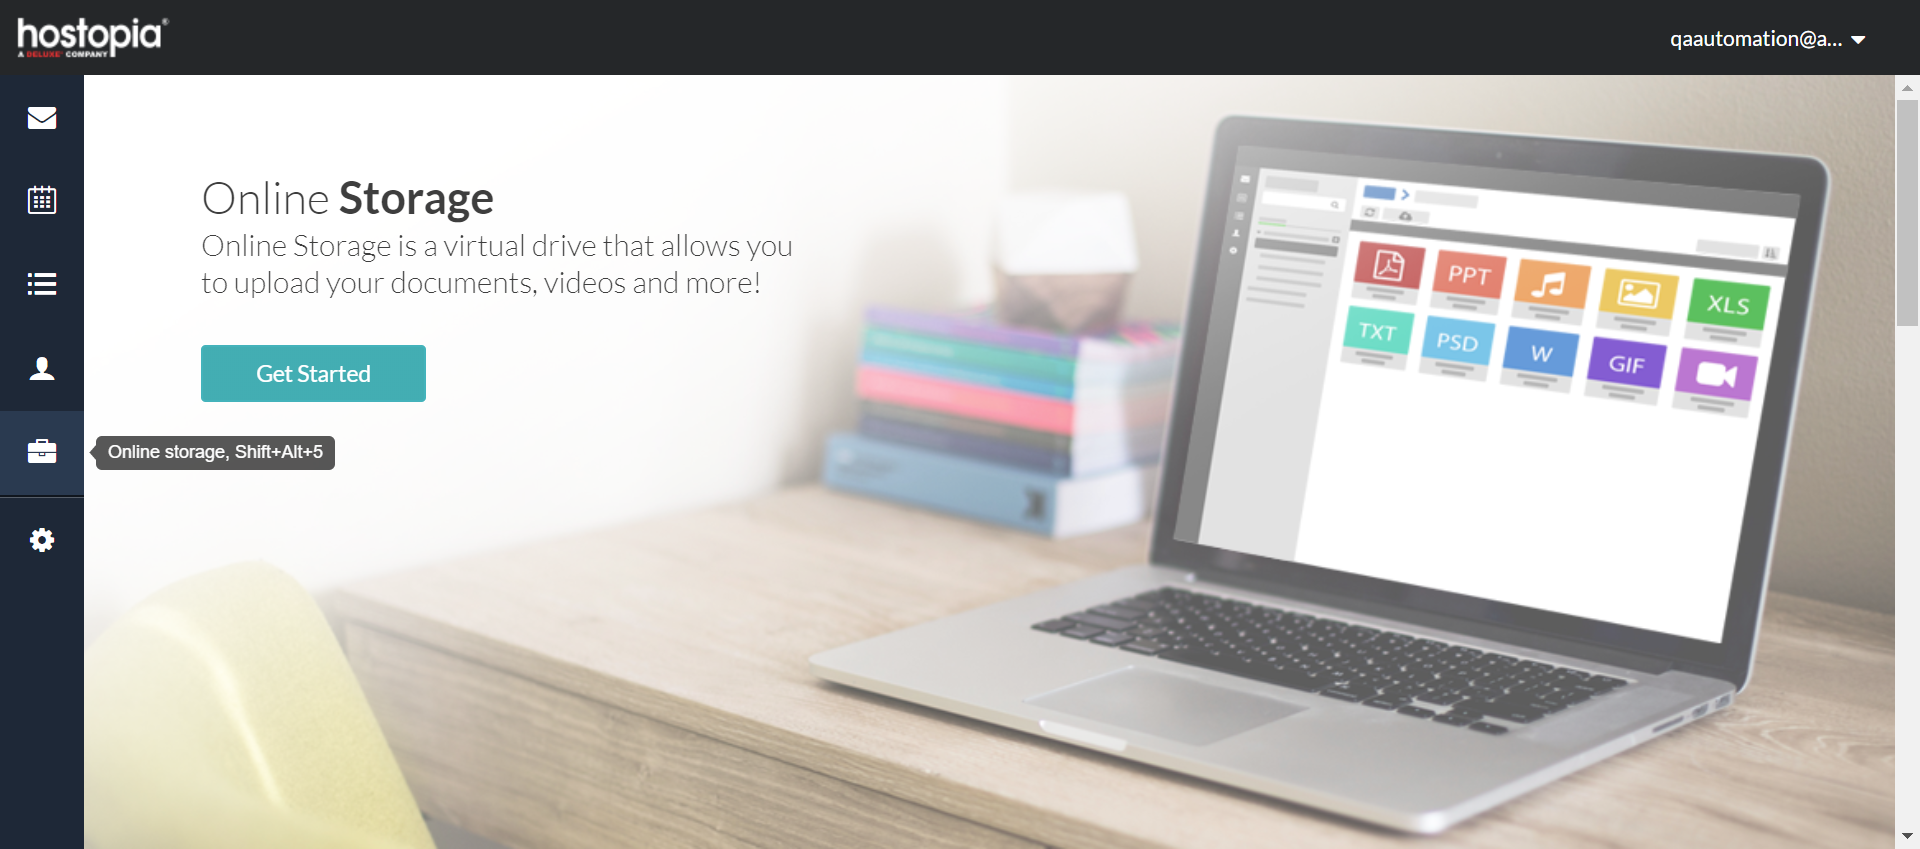 hostopia®
A DELUXE® COMPANY
qaautomation@a...
Online Storage
Online Storage is a virtual drive that allows you
to upload your documents, videos and more!
Get Started
Online storage, Shift+Alt+5
PPT
XLS
TXT
PSD
W
GIF